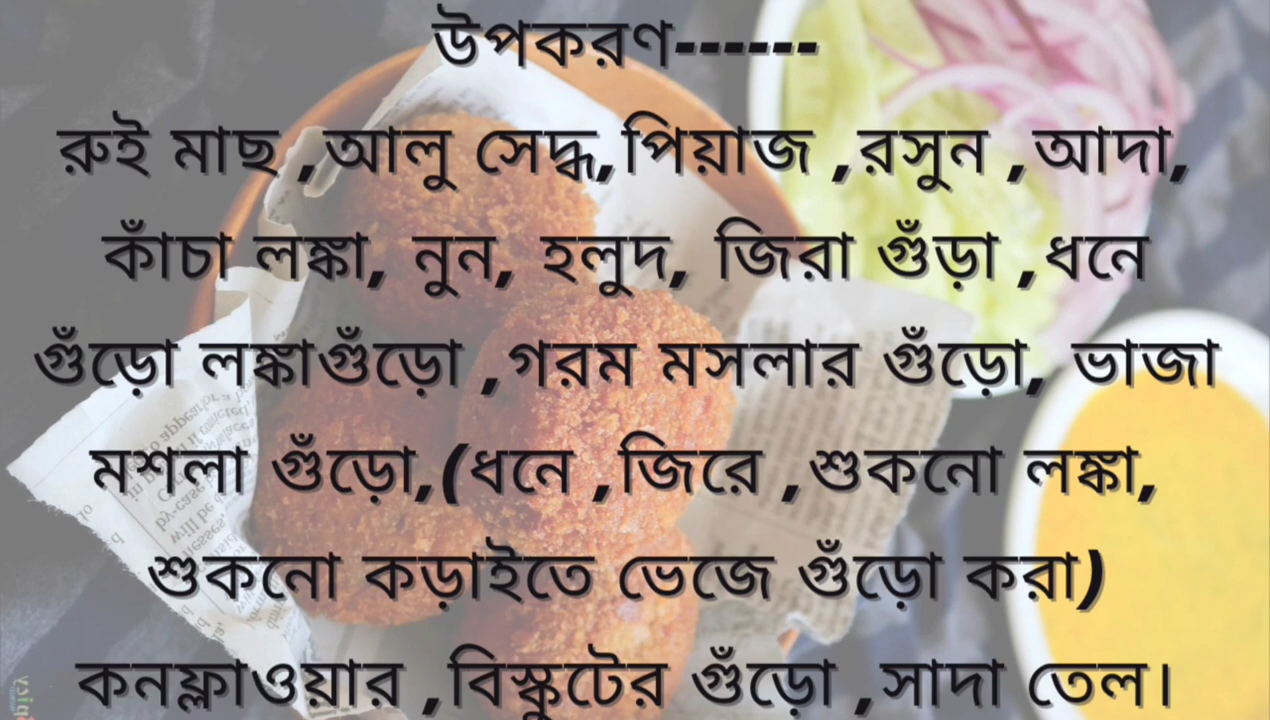 উপকরণ------
রুই মাছ ,আলু সেদ্ধ,পিয়াজ ,রসুন ,আদা,
কাঁচা লঙ্কা, নুন, হলুদ, জিরা গুঁড়া ,ধনে
গুঁড়ো লঙ্কাগুঁড়ো ,গরম মসলার গুঁড়ো, ভাজা
মশলা গুঁড়ো,(ধনে ,জিরে ,শুকনো লঙ্কা,
শুকনো কড়াইতে ভেজে গুঁড়ো করা)
কনফ্লাওয়ার ,বিস্কুটের গুঁড়ো ,সাদা তেল।